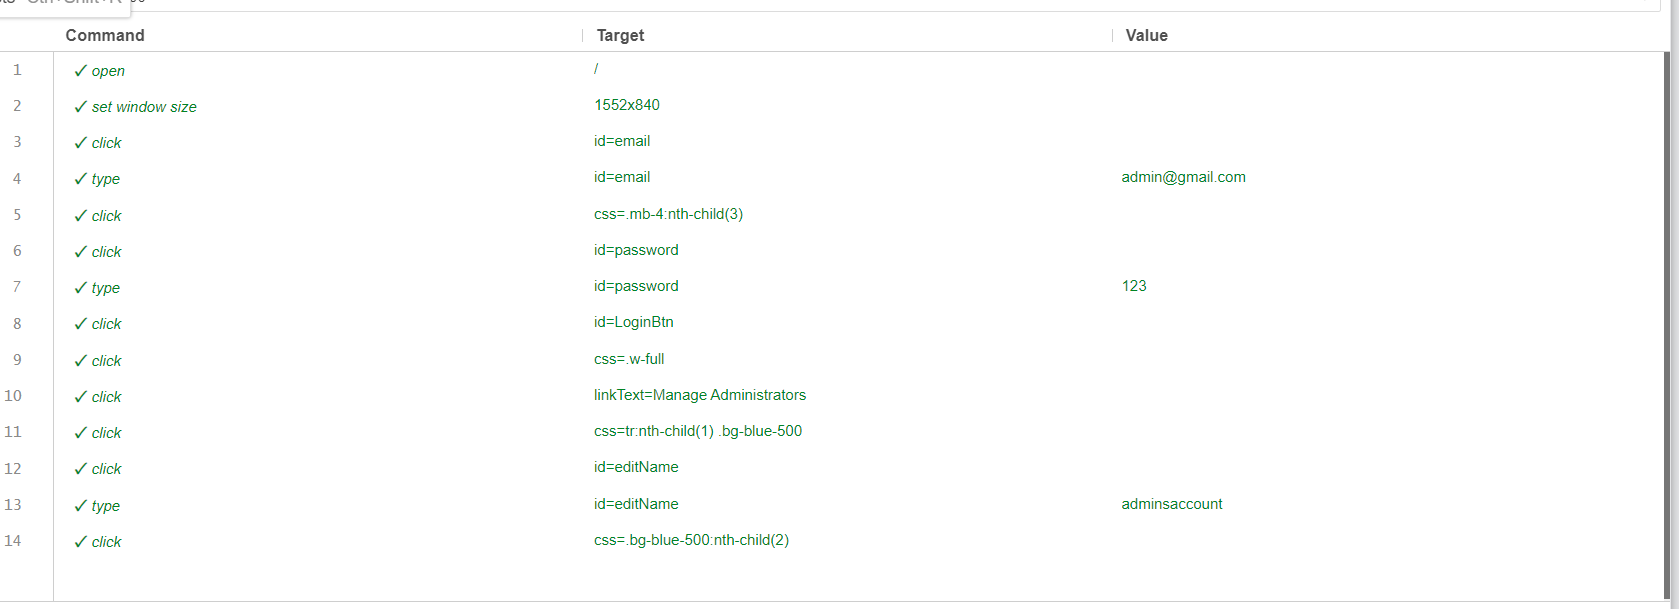 Command Target Value
1 ✓ open /
2 ✓ set window size 1552x840
3 ✓ click id=email
4 ✓ type id=email admin@gmail.com
5 ✓ click css=.mb-4:nth-child(3)
6 ✓ click id=password
7 ✓ type id=password 123
8 ✓ click id=LoginBtn
9 ✓ click css=.w-full
10 ✓ click linkText=Manage Administrators
11 ✓ click css=tr:nth-child(1) .bg-blue-500
12 ✓ click id=editName
13 ✓ type id=editName adminsaccount
14 ✓ click css=.bg-blue-500:nth-child(2)